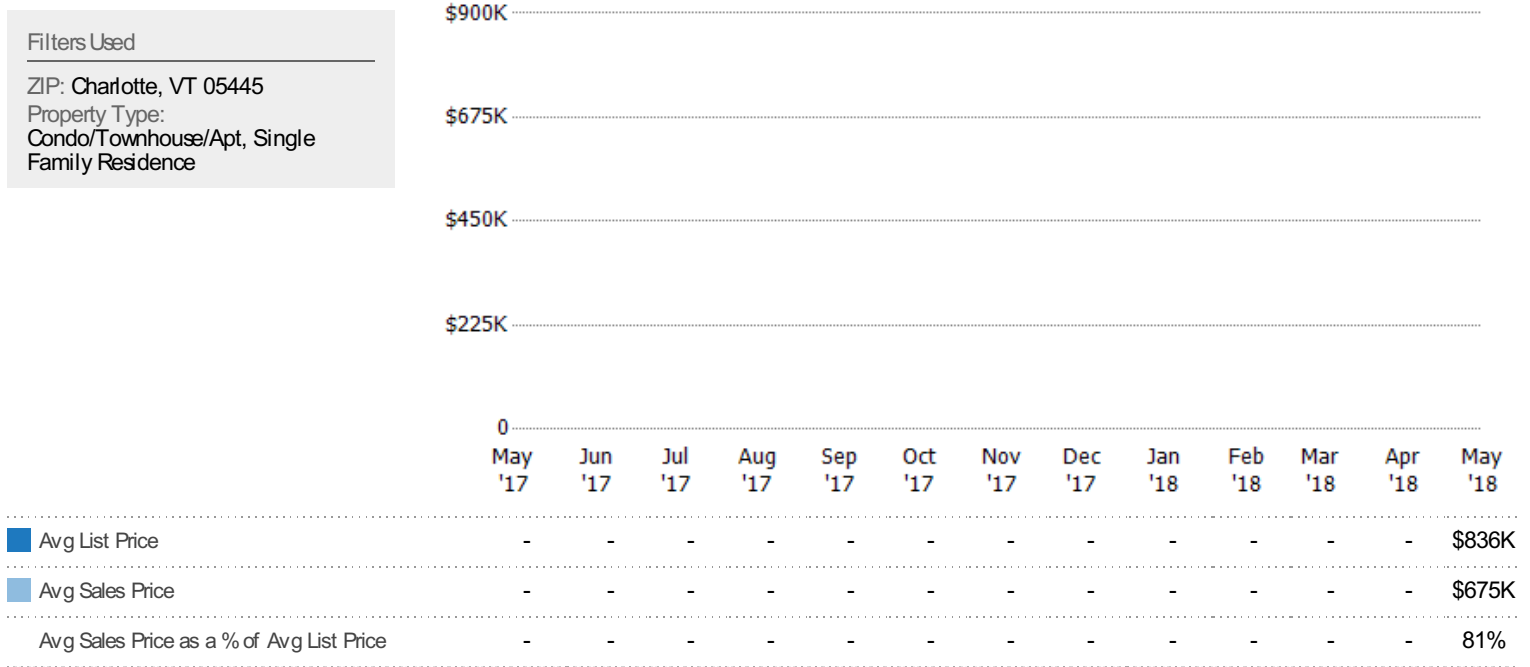 Filters Used
ZIP: Charlotte, VT 05445
Property Type:
Condo/Townhouse/Apt, Single
Family Residence
$900K
$675K
$450K
$225K
0
May Jun Jul Aug Sep Oct Nov Dec Jan Feb Mar Apr May
'17 '17 '17 '17 '17 '17 '17 '17 '18 '18 '18 '18 '18
Avg List Price - - - - - - - - - - - - $836K
Avg Sales Price - - - - - - - - - - - - $675K
Avg Sales Price as a % of Avg List Price - - - - - - - - - - - - 81%